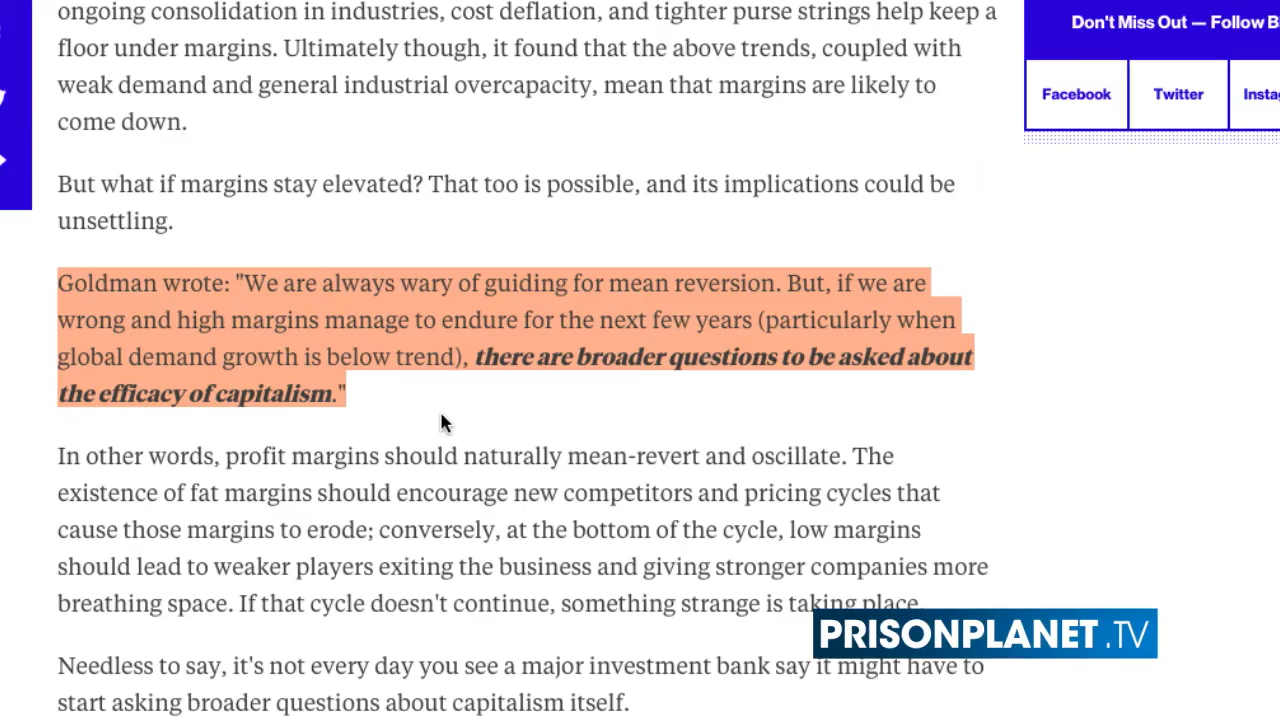 ongoing consolidation in industries, cost deflation, and tighter purse strings help keep a
floor under margins. Ultimately though, it found that the above trends, coupled with
weak demand and general industrial overcapacity, mean that margins are likely to
come down.
But what if margins stay elevated? That too is possible, and its implications could be
unsettling.
Goldman wrote: "We are always wary of guiding for mean reversion. But, if we are
wrong and high margins manage to endure for the next few years (particularly when
global demand growth is below trend), there are broader questions to be asked about
the efficacy of capitalism."
In other words, profit margins should naturally mean-revert and oscillate. The
existence of fat margins should encourage new competitors and pricing cycles that
cause those margins to erode; conversely, at the bottom of the cycle, low margins
should lead to weaker players exiting the business and giving stronger companies more
breathing space. If that cycle doesn't continue, something strange is taking place.
Needless to say, it's not every day you see a major investment bank say it might have to
start asking broader questions about capitalism itself.
Don't Miss Out — Follow B
Facebook
Twitter
Insta
PRISONPLANET.TV